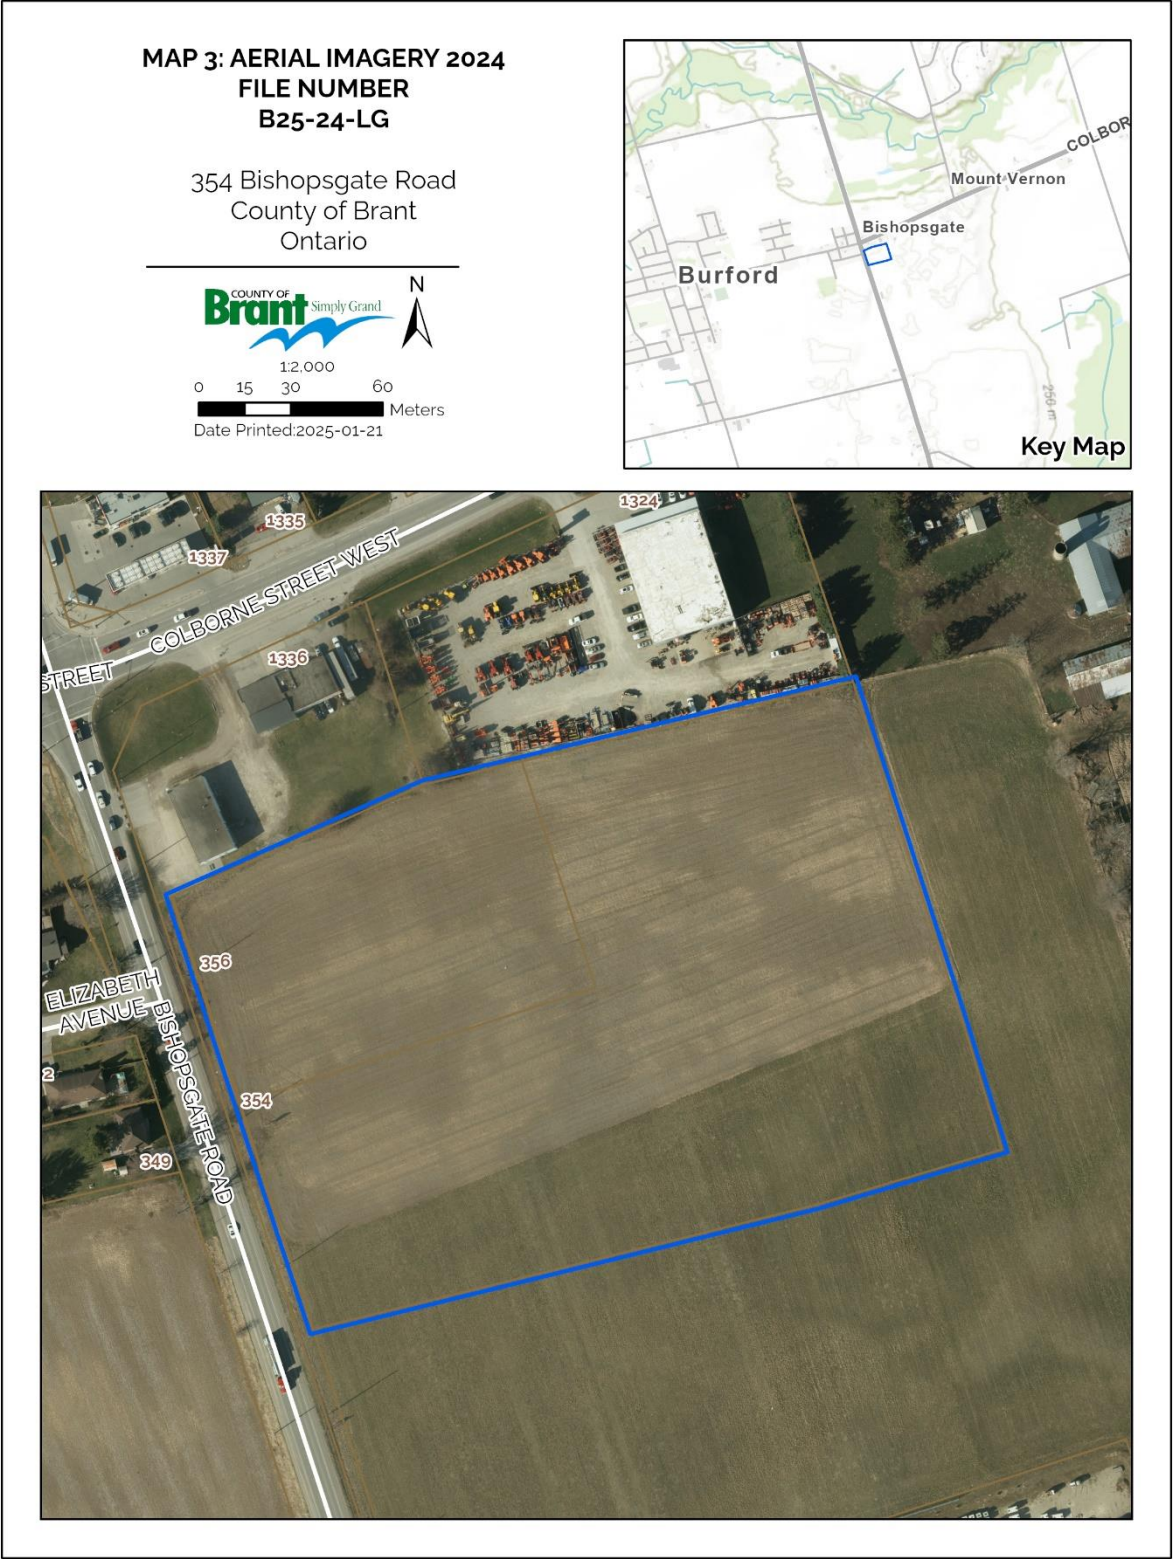 MAP 3: AERIAL IMAGERY 2024
FILE NUMBER
B25-24-LG
354 Bishopsgate Road
County of Brant
Ontario
COUNTY OF
Brant Simply Grand
N
1:2,000
0 15 30 60
Meters
Date Printed:2025-01-21
COLBOR
Mount Vernon
Bishopsgate
Burford
250 m
Key Map
1324
1335
1337
COLBORNE STREET WEST
1336
STREET
356
ELIZABETH
AVENUE
BISHOPSGATE ROAD
2
354
349